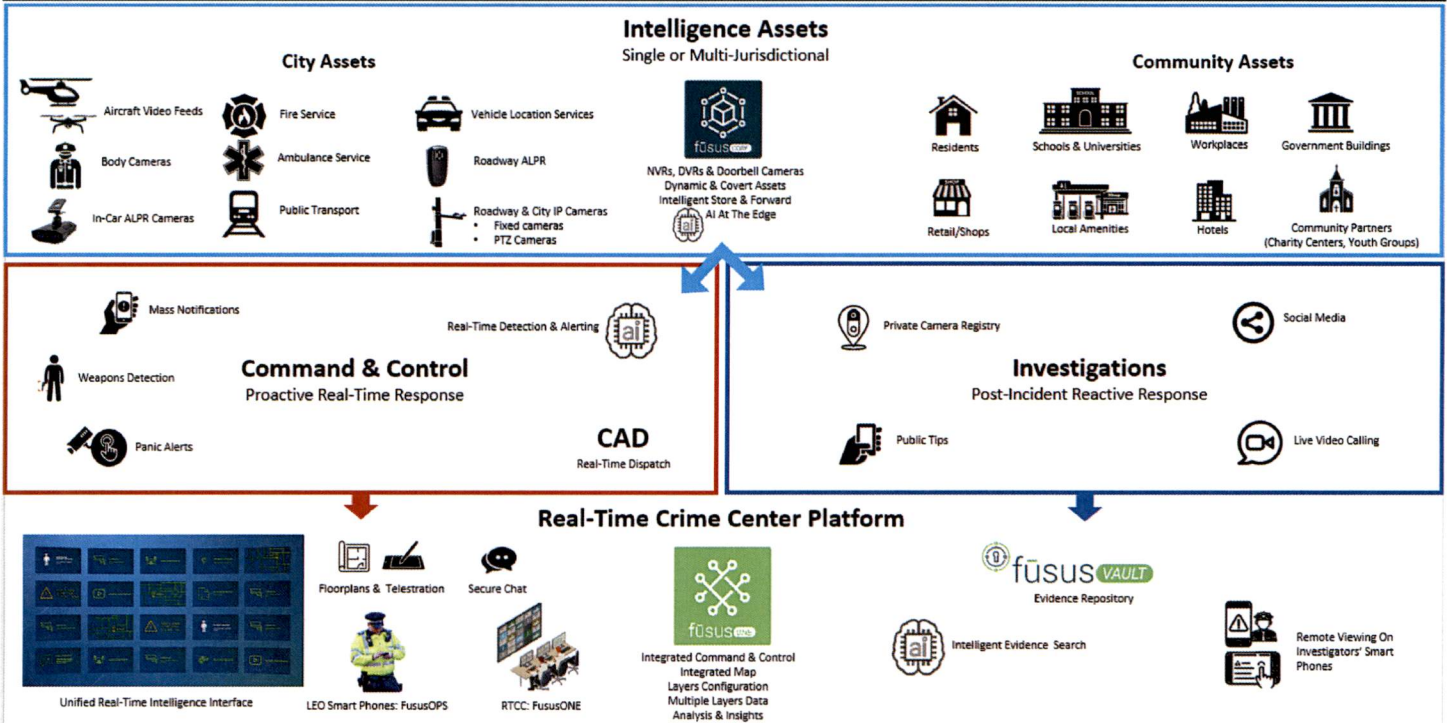 Intelligence Assets
Single or Multi-Jurisdictional
City Assets
Aircraft Video Feeds
Body Cameras
In-Car ALPR Cameras
Fire Service
Ambulance Service
Public Transport
Vehicle Location Services
Roadway ALPR
Roadway & City IP Cameras
• Fixed cameras
• PTZ Cameras
fūsus CORE
NVRs, DVRs & Doorbell Cameras
Dynamic & Covert Assets
Intelligent Store & Forward
ai AI At The Edge
Community Assets
Residents
SCHOOL
Schools & Universities
Workplaces
Government Buildings
SHOP
Retail/Shops
Local Amenities
Hotels
Community Partners
(Charity Centers, Youth Groups)
Mass Notifications
Real-Time Detection & Alerting
ai
Weapons Detection
Command & Control
Proactive Real-Time Response
Panic Alerts
CAD
Real-Time Dispatch
Private Camera Registry
Social Media
Investigations
Post-Incident Reactive Response
Public Tips
Live Video Calling
Real-Time Crime Center Platform
Unified Real-Time Intelligence Interface
Floorplans & Telestration
Secure Chat
LEO Smart Phones: FususOPS
RTCC: FususONE
fūsus ONE
Integrated Command & Control
Integrated Map
Layers Configuration
Multiple Layers Data
Analysis & Insights
fūsus VAULT
Evidence Repository
ai
Intelligent Evidence Search
Remote Viewing On
Investigators' Smart
Phones